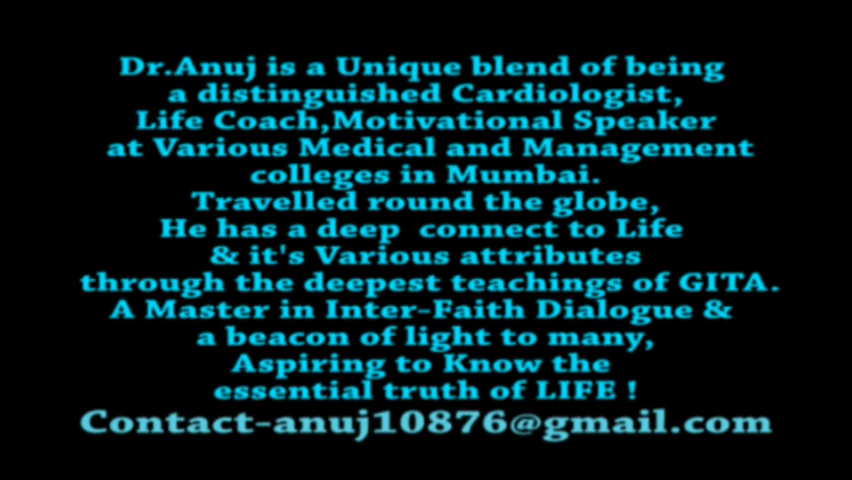 Dr.Anuj is a Unique blend of being
a distinguished Cardiologist,
Life Coach,Motivational Speaker
at Various Medical and Management
colleges in Mumbai.
Travelled round the globe,
He has a deep connect to Life
& it's Various attributes
through the deepest teachings of GITA.
A Master in Inter-Faith Dialogue &
a beacon of light to many,
Aspiring to Know the
essential truth of LIFE !
Contact-anuj10876@gmail.com